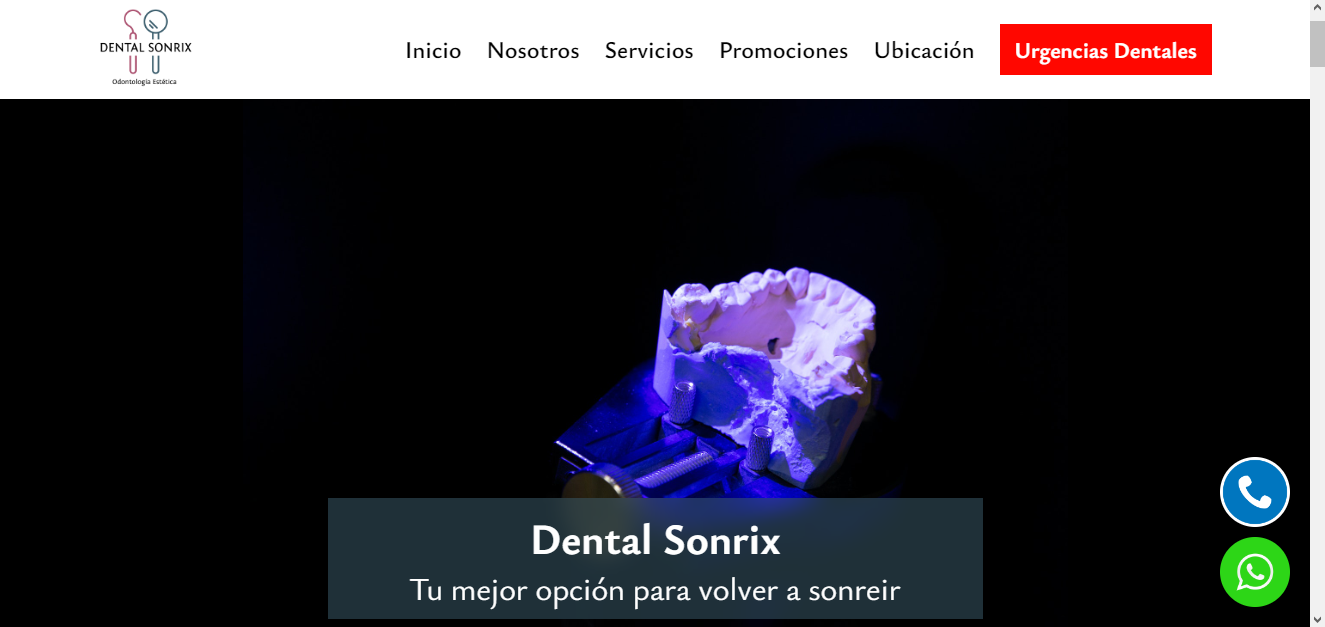 DENTAL SONRIX
Odontología Estética
Inicio
Nosotros
Servicios
Promociones
Ubicación
Urgencias Dentales
Dental Sonrix
Tu mejor opción para volver a sonreir